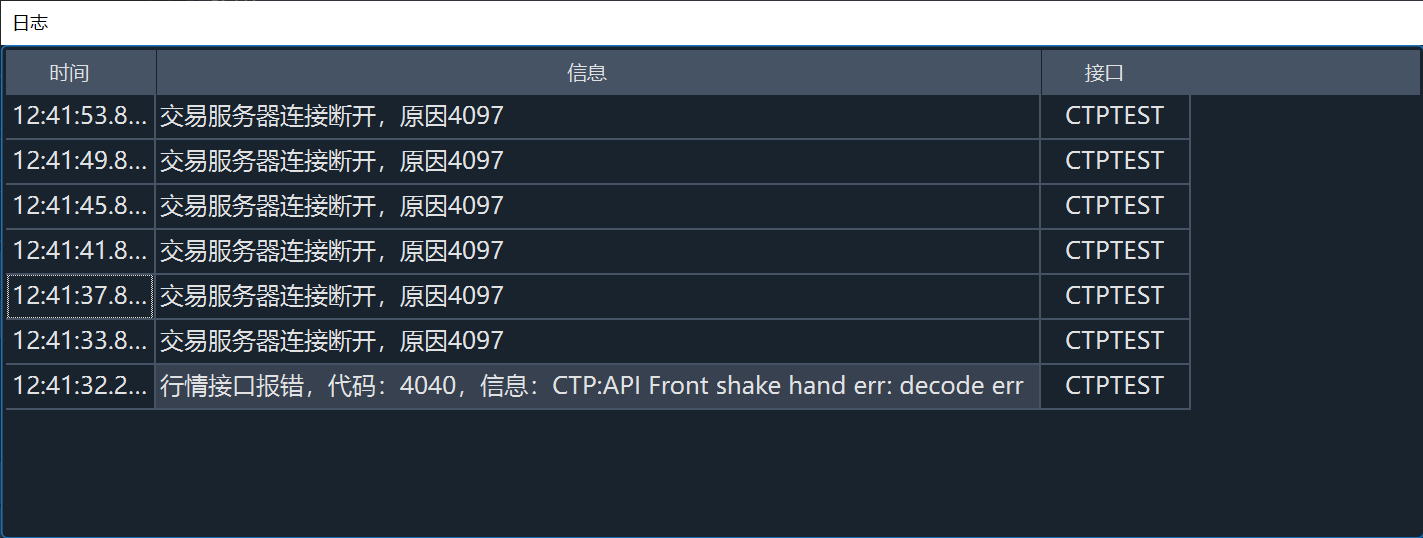 日志
时间 信息 接口
12:41:53.8... 交易服务器连接断开，原因4097 CTPTEST
12:41:49.8... 交易服务器连接断开，原因4097 CTPTEST
12:41:45.8... 交易服务器连接断开，原因4097 CTPTEST
12:41:41.8... 交易服务器连接断开，原因4097 CTPTEST
12:41:37.8... 交易服务器连接断开，原因4097 CTPTEST
12:41:33.8... 交易服务器连接断开，原因4097 CTPTEST
12:41:32.2... 行情接口报错，代码：4040，信息：CTP:API Front shake hand err: decode err CTPTEST